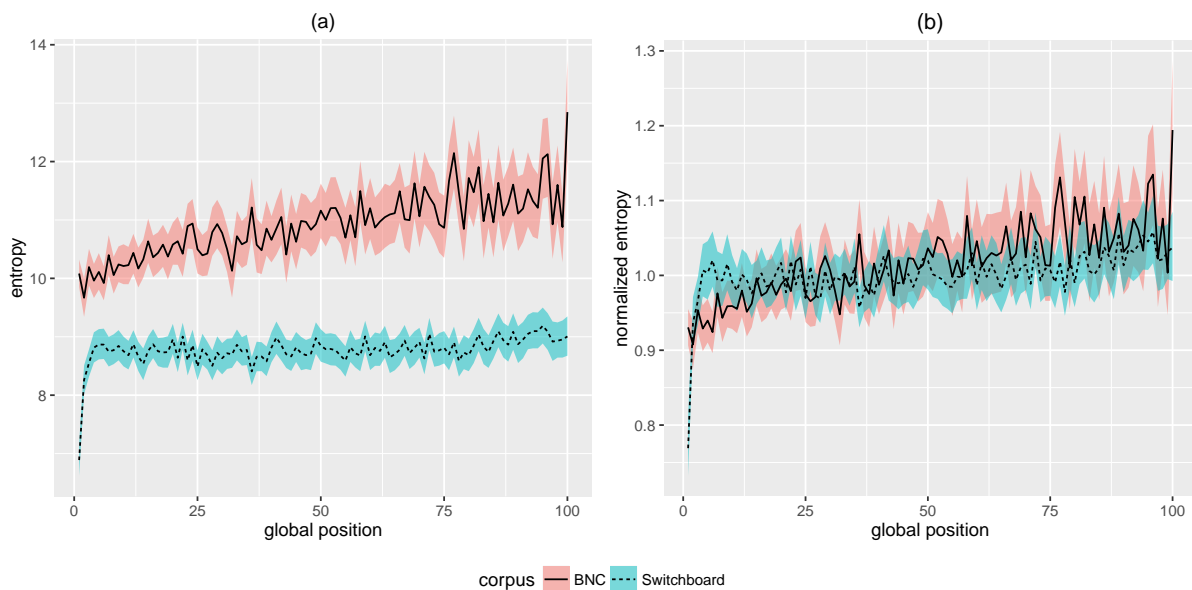 (a)
14
12
10
8
entropy
0
25
50
75
100
global position
(b)
1.3
1.2
1.1
1.0
0.9
0.8
normalized entropy
0
25
50
75
100
global position
corpus BNC Switchboard